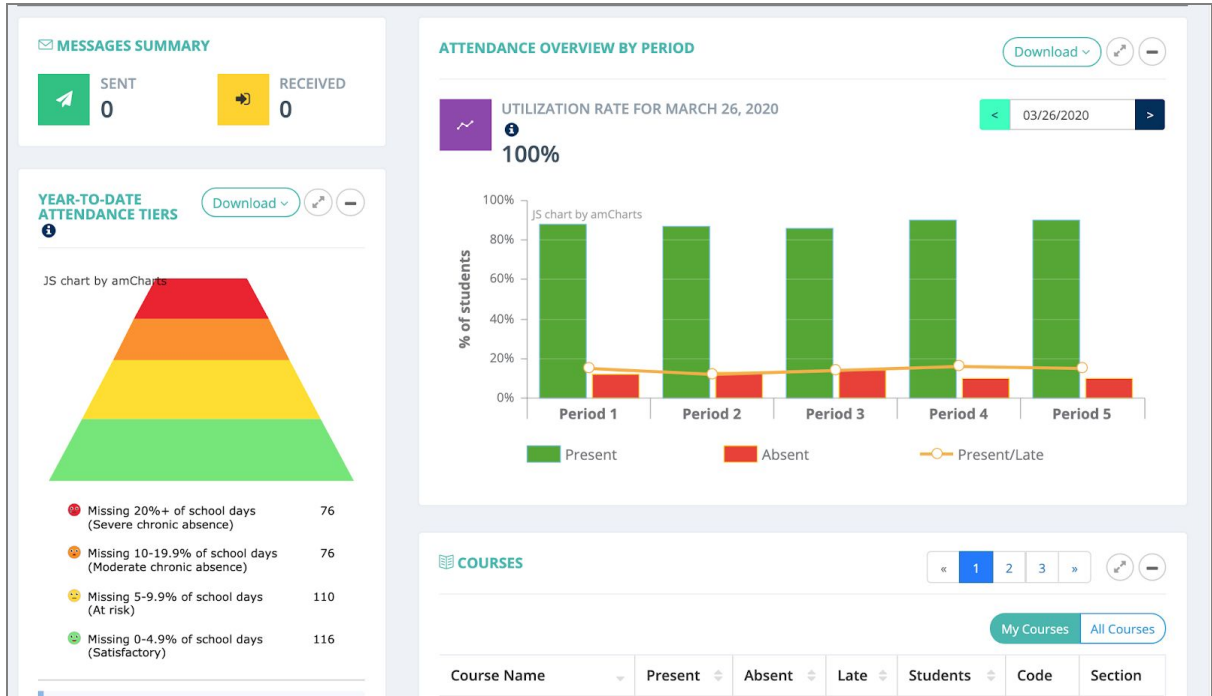 MESSAGES SUMMARY
SENT
0
RECEIVED
0
YEAR-TO-DATE
ATTENDANCE TIERS
Download
JS chart by amCharts
Missing 20%+ of school days
(Severe chronic absence)
76
Missing 10-19.9% of school days
(Moderate chronic absence)
76
Missing 5-9.9% of school days
(At risk)
110
Missing 0-4.9% of school days
(Satisfactory)
116
ATTENDANCE OVERVIEW BY PERIOD
Download
UTILIZATION RATE FOR MARCH 26, 2020
100%
< 03/26/2020 >
JS chart by amCharts
% of students
100%
80%
60%
40%
20%
0%
Period 1 Period 2 Period 3 Period 4 Period 5
Present Absent Present/Late
COURSES
« 1 2 3 »
My Courses All Courses
Course Name Present Absent Late Students Code Section